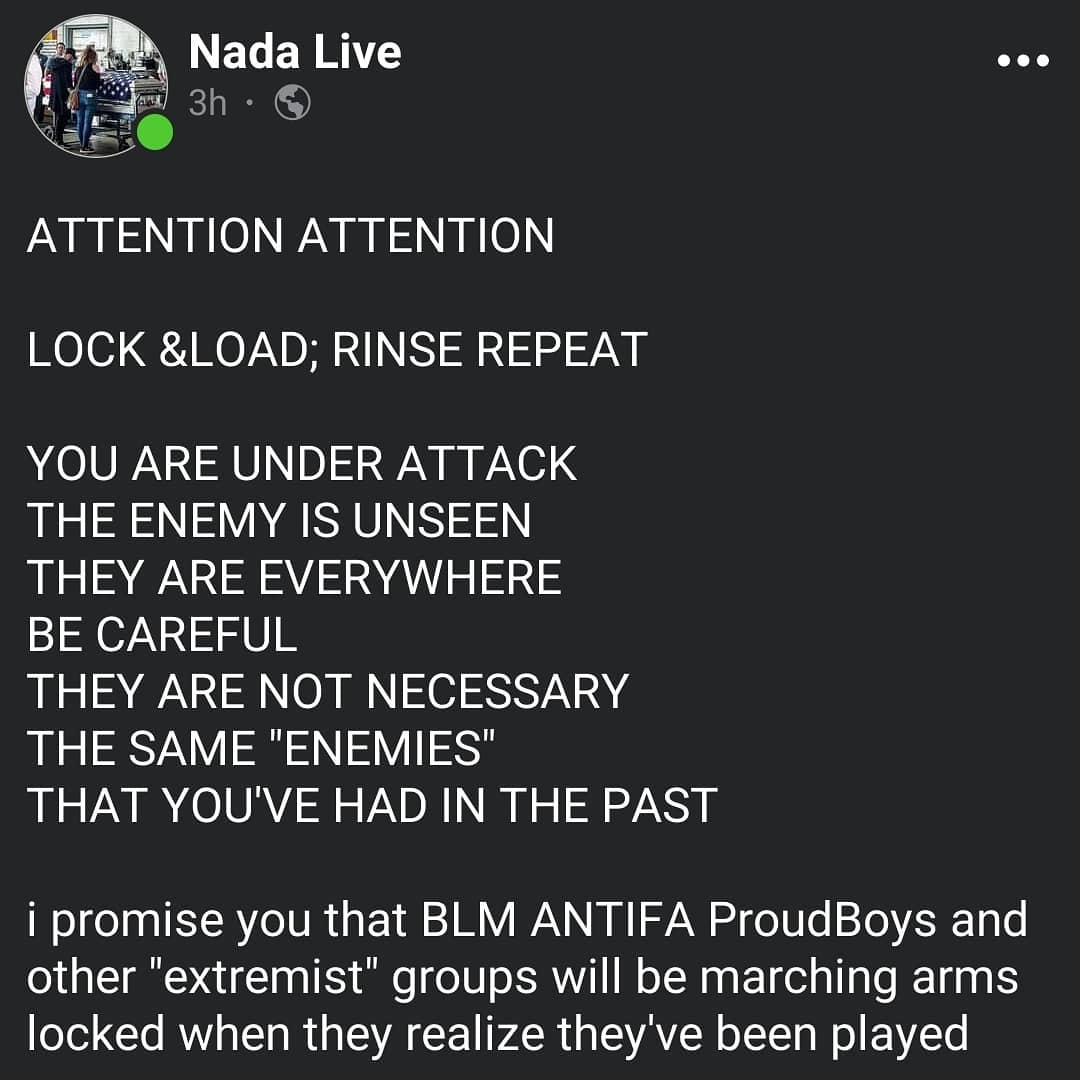 Nada Live
3h ·
ATTENTION ATTENTION
LOCK &LOAD; RINSE REPEAT
YOU ARE UNDER ATTACK
THE ENEMY IS UNSEEN
THEY ARE EVERYWHERE
BE CAREFUL
THEY ARE NOT NECESSARY
THE SAME "ENEMIES"
THAT YOU'VE HAD IN THE PAST
i promise you that BLM ANTIFA ProudBoys and
other "extremist" groups will be marching arms
locked when they realize they've been played